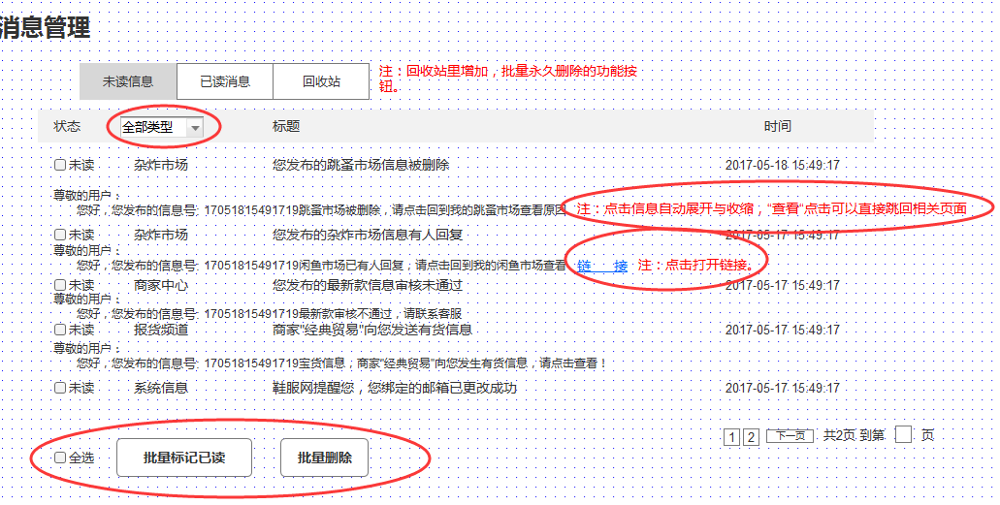 消息管理
未读信息 已读消息 回收站 注：回收站里增加，批量永久删除的功能按
钮。
状态 全部类型 标题 时间
未读 杂炸市场 您发布的跳蚤市场信息被删除 2017-05-18 15:49:17
尊敬的用户：
您好，您发布的信息号: 17051815491719跳蚤市场被删除，请点击回到我的跳蚤市场查看原因 注：点击信息自动展开与收缩，"查看"点击可以直接跳回相关页面
未读 杂炸市场 您发布的杂炸市场信息有人回复 2017-05-17 15:49:17
尊敬的用户：
您好，您发布的信息号: 17051815491719闲鱼市场已有人回复，请点击回到我的闲鱼市场查看 链 接 注：点击打开链接。
未读 商家中心 您发布的最新款信息审核未通过 2017-05-17 15:49:17
尊敬的用户：
您好，您发布的信息号: 17051815491719最新款审核不通过，请联系客服
未读 报货频道 商家"经典贸易"向您发送有货信息 2017-05-17 15:49:17
尊敬的用户：
您好，您发布的信息号: 17051815491719宝货信息，商家"经典贸易"向您发生有货信息，请点击查看！
未读 系统信息 鞋服网提醒您，您绑定的邮箱已更改成功 2017-05-17 15:49:17
1 2 下一页 共2页 到第 页
全选 批量标记已读 批量删除